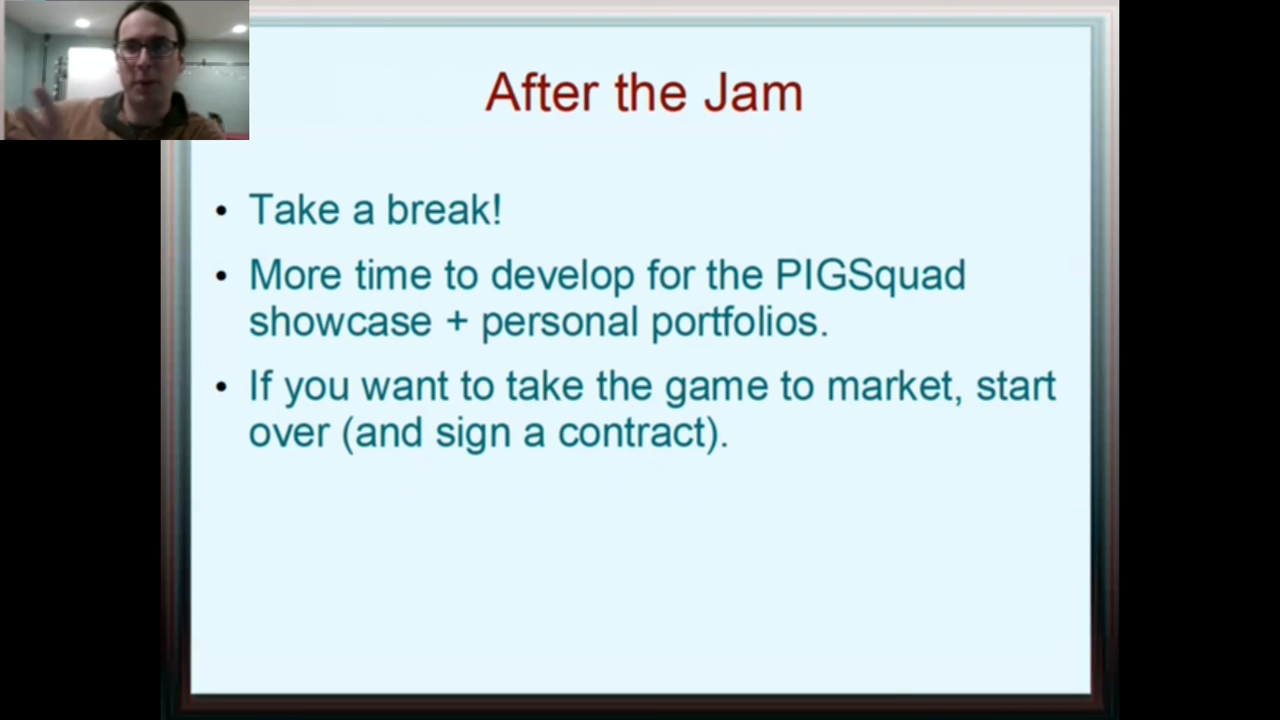 After the Jam
• Take a break!
• More time to develop for the PIGSquad
showcase + personal portfolios.
• If you want to take the game to market, start
over (and sign a contract).